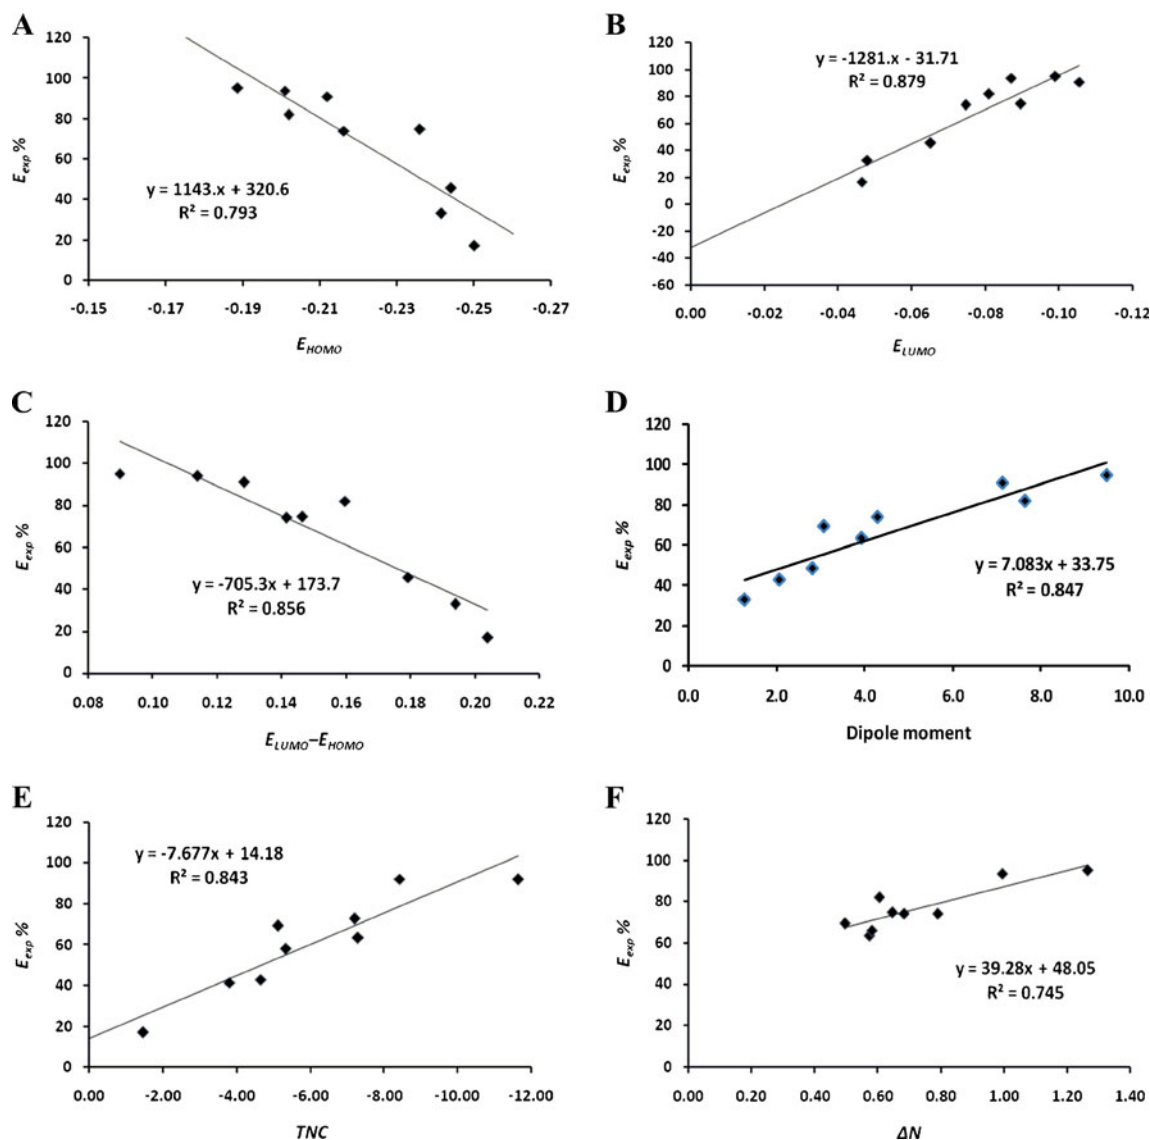 A
120
100
80
60
40
20
0
E_exp %
y = 1143.x + 320.6
R² = 0.793
-0.15 -0.17 -0.19 -0.21 -0.23 -0.25 -0.27
E_HOMO
B
120
100
80
60
40
20
0
-20
-40
-60
E_exp %
y = -1281.x - 31.71
R² = 0.879
0.00 -0.02 -0.04 -0.06 -0.08 -0.10 -0.12
E_LUMO
C
120
100
80
60
40
20
0
E_exp %
y = -705.3x + 173.7
R² = 0.856
0.08 0.10 0.12 0.14 0.16 0.18 0.20 0.22
E_LUMO–E_HOMO
D
120
100
80
60
40
20
0
E_exp %
y = 7.083x + 33.75
R² = 0.847
0.0 2.0 4.0 6.0 8.0 10.0
Dipole moment
E
120
100
80
60
40
20
0
E_exp %
y = -7.677x + 14.18
R² = 0.843
0.00 -2.00 -4.00 -6.00 -8.00 -10.00 -12.00
TNC
F
120
100
80
60
40
20
0
E_exp %
y = 39.28x + 48.05
R² = 0.745
0.00 0.20 0.40 0.60 0.80 1.00 1.20 1.40
ΔN